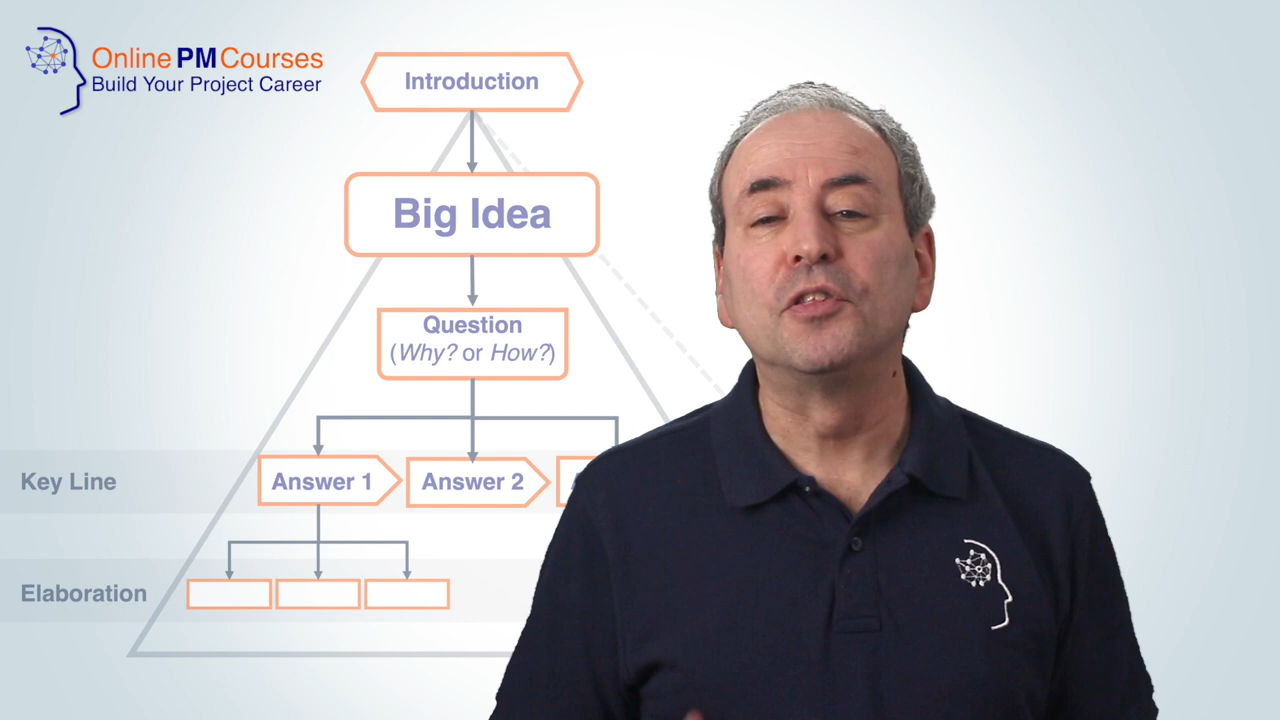 Online PM Courses
Build Your Project Career
Introduction
Big Idea
Question
(Why? or How?)
Key Line
Answer 1
Answer 2
Elaboration